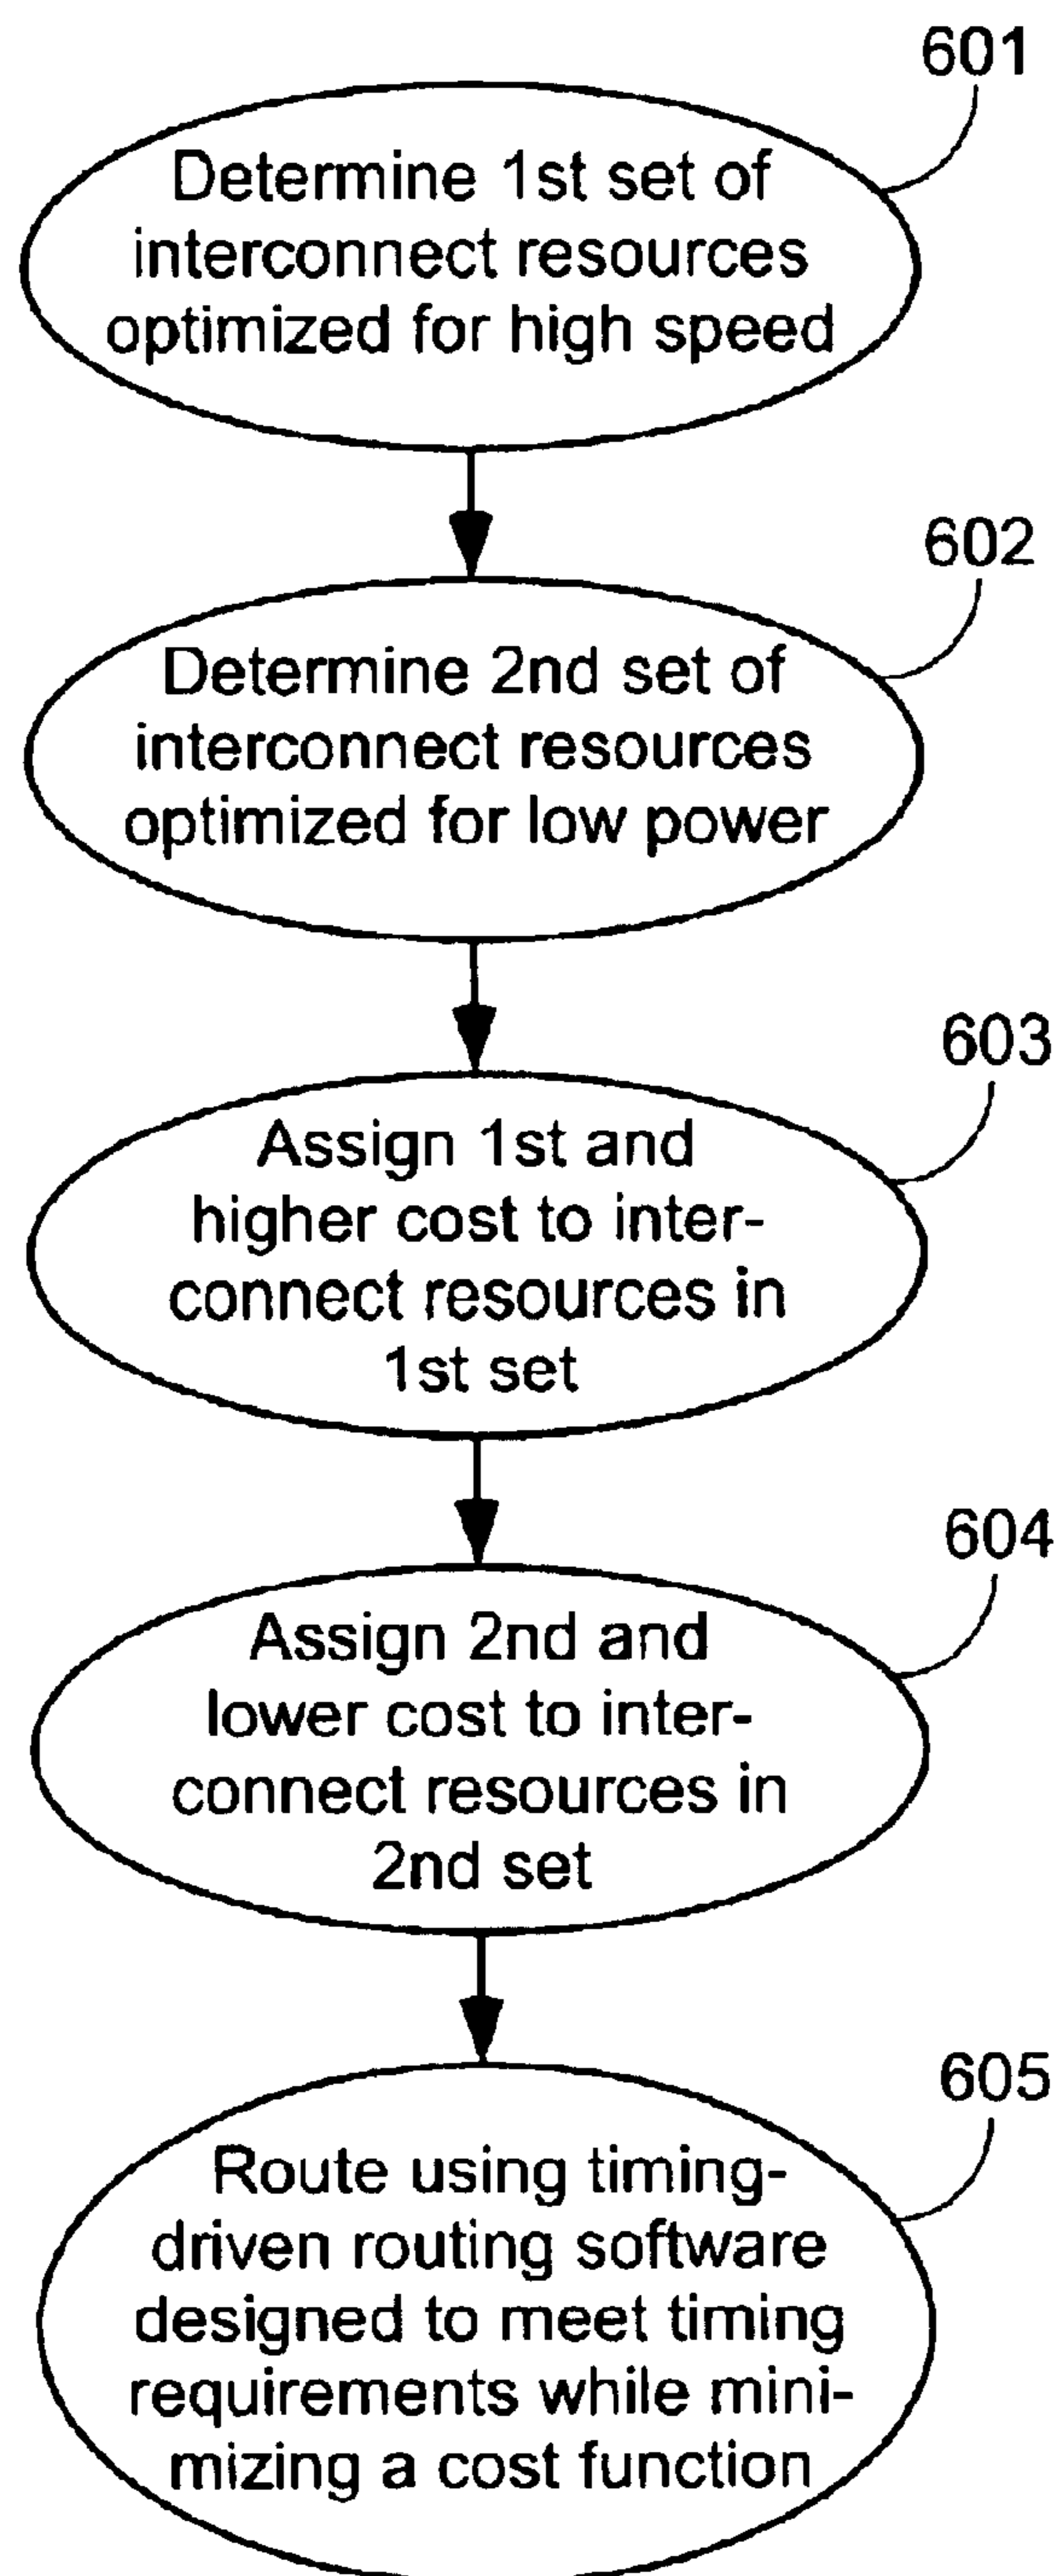 601
Determine 1st set of
interconnect resources
optimized for high speed
602
Determine 2nd set of
interconnect resources
optimized for low power
603
Assign 1st and
higher cost to inter-
connect resources in
1st set
604
Assign 2nd and
lower cost to inter-
connect resources in
2nd set
605
Route using timing-
driven routing software
designed to meet timing
requirements while mini-
mizing a cost function